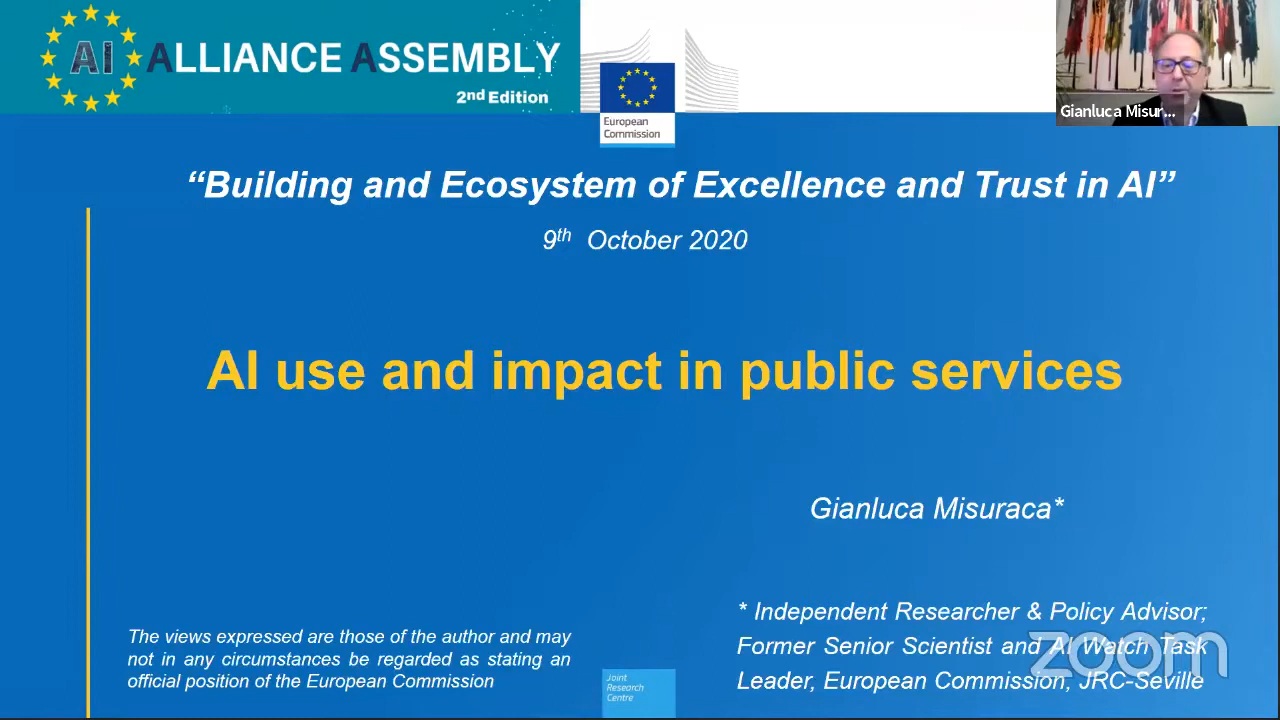 AI ALLIANCE ASSEMBLY
2nd Edition
European
Commission
Gianluca Misur...
“Building and Ecosystem of Excellence and Trust in AI”
9th October 2020
AI use and impact in public services
Gianluca Misuraca*
* Independent Researcher & Policy Advisor;
Former Senior Scientist and AI Watch Task
Leader, European Commission, JRC-Seville
zoom
The views expressed are those of the author and may
not in any circumstances be regarded as stating an
official position of the European Commission
Joint
Research
Centre